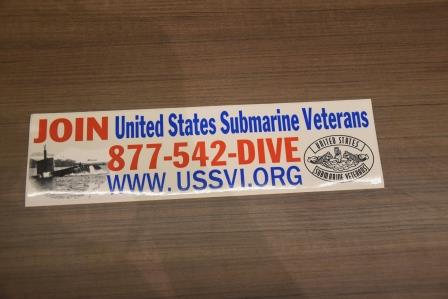 JOIN United States Submarine Veterans
877-542-DIVE
WWW.USSVI.ORG
UNITED STATES
SUBMARINE VETERANS